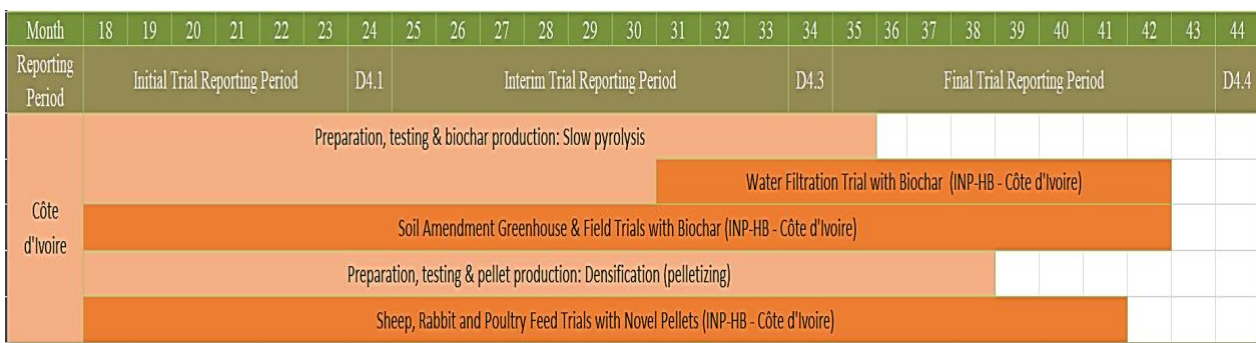 Month 18 19 20 21 22 23 24 25 26 27 28 29 30 31 32 33 34 35 36 37 38 39 40 41 42 43 44
Reporting
Period
Initial Trial Reporting Period D4.1 Interim Trial Reporting Period D4.3 Final Trial Reporting Period D4.4
Côte
d'Ivoire
Preparation, testing & biochar production: Slow pyrolysis
Water Filtration Trial with Biochar (INP-HB - Côte d'Ivoire)
Soil Amendment Greenhouse & Field Trials with Biochar (INP-HB - Côte d'Ivoire)
Preparation, testing & pellet production: Densification (pelletizing)
Sheep, Rabbit and Poultry Feed Trials with Novel Pellets (INP-HB - Côte d'Ivoire)